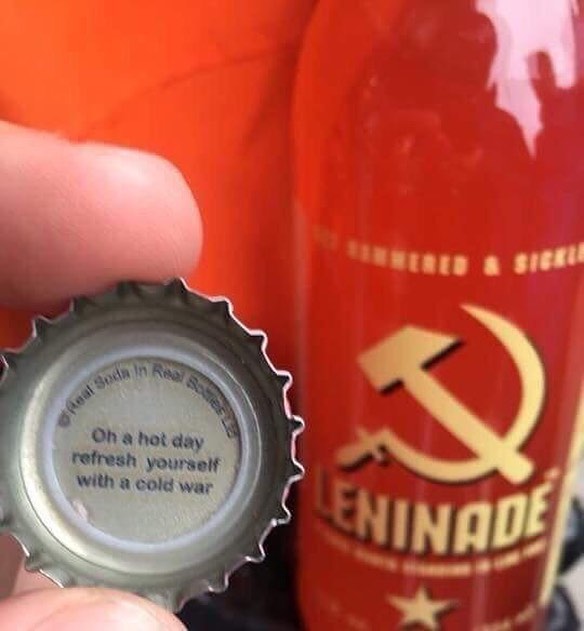 © Real Soda In Real Bottles, Ltd
Oh a hot day
refresh yourself
with a cold war
HAMMERED & SICKLE
LENINADE